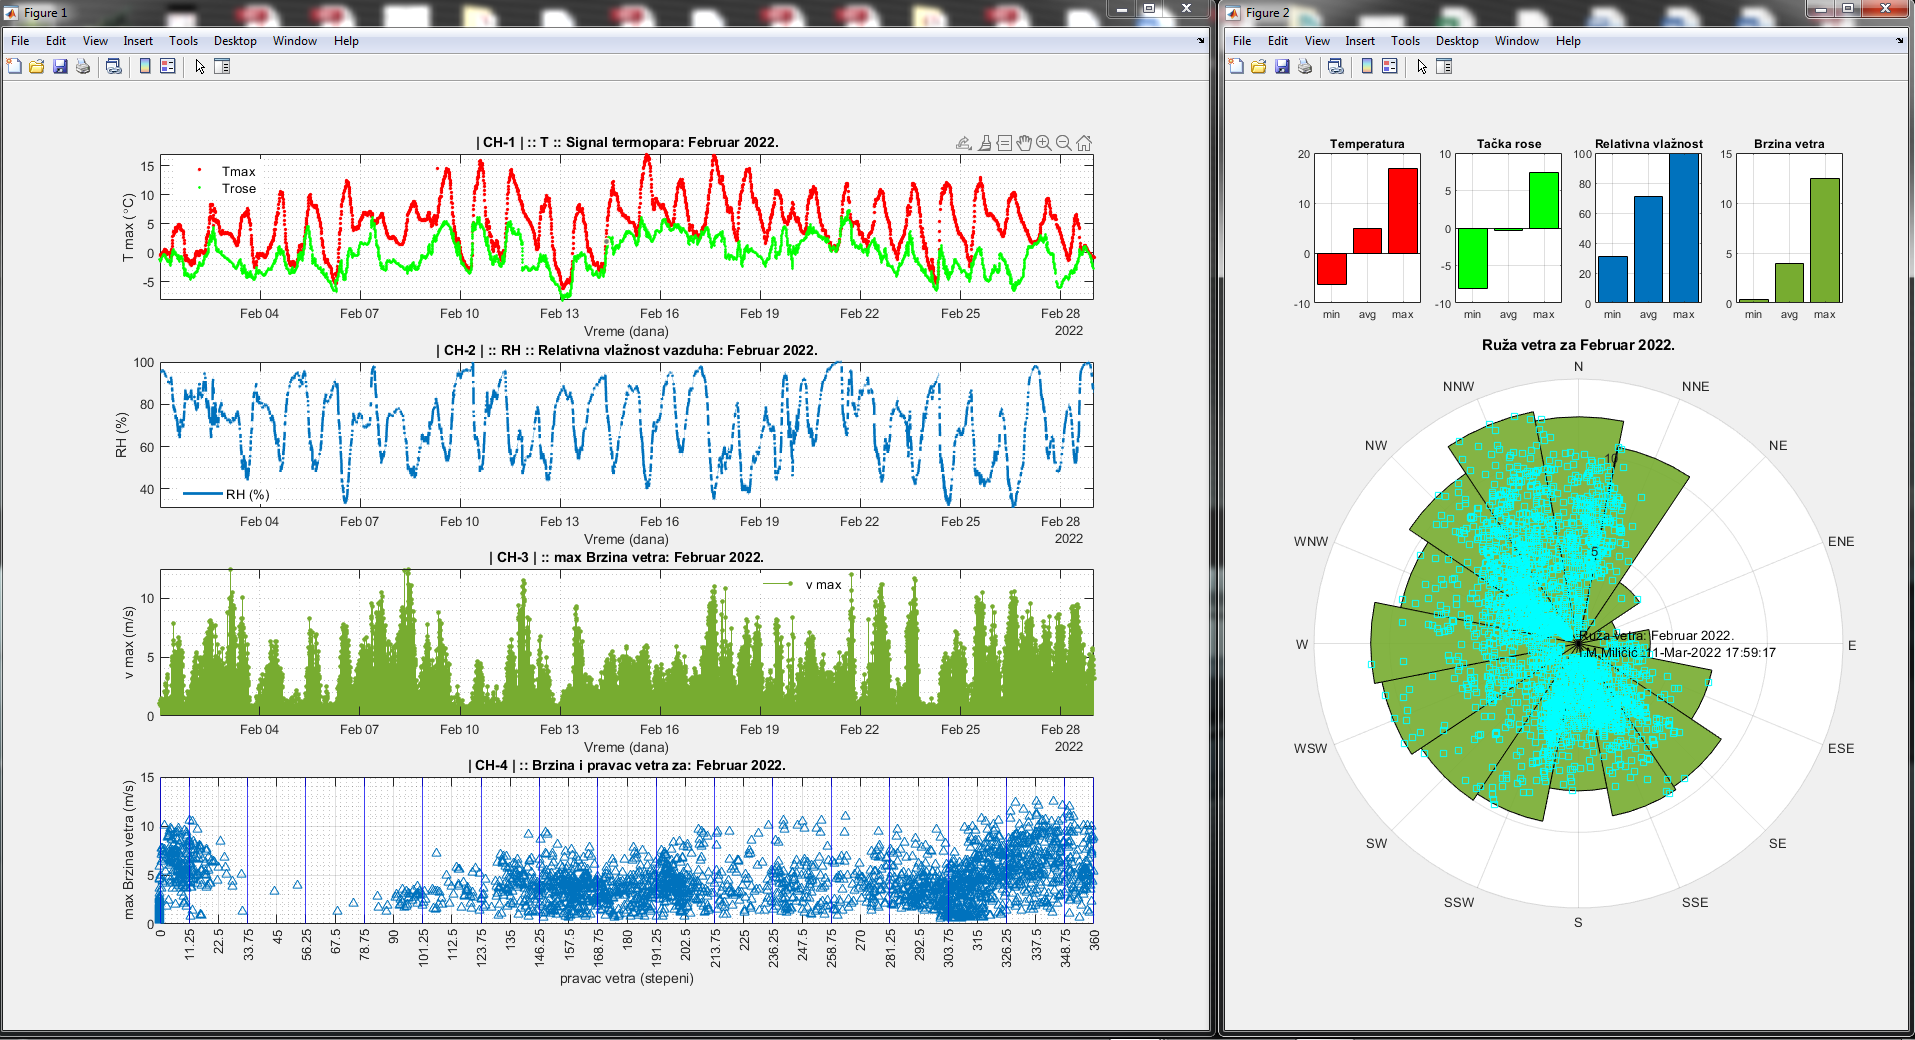 Figure 1
File Edit View Insert Tools Desktop Window Help
| CH-1 | :: T :: Signal termopara: Februar 2022.
T max (°C)
15
10
5
0
-5
Tmax
Trose
Feb 04 Feb 07 Feb 10 Feb 13 Feb 16 Feb 19 Feb 22 Feb 25 Feb 28
Vreme (dana)
2022
| CH-2 | :: RH :: Relativna vlažnost vazduha: Februar 2022.
RH (%)
100
80
60
40
RH (%)
Feb 04 Feb 07 Feb 10 Feb 13 Feb 16 Feb 19 Feb 22 Feb 25 Feb 28
Vreme (dana)
2022
| CH-3 | :: max Brzina vetra: Februar 2022.
v max (m/s)
10
5
0
v max
Feb 04 Feb 07 Feb 10 Feb 13 Feb 16 Feb 19 Feb 22 Feb 25 Feb 28
Vreme (dana)
2022
| CH-4 | :: Brzina i pravac vetra za: Februar 2022.
max Brzina vetra (m/s)
15
10
5
0
0 11.25 22.5 33.75 45 56.25 67.5 78.75 90 101.25 112.5 123.75 135 146.25 157.5 168.75 180 191.25 202.5 213.75 225 236.25 247.5 258.75 270 281.25 292.5 303.75 315 326.25 337.5 348.75 360
pravac vetra (stepeni)
Figure 2
File Edit View Insert Tools Desktop Window Help
Temperatura
20
10
0
-10
min avg max
Tačka rose
10
5
0
-5
-10
min avg max
Relativna vlažnost
100
80
60
40
20
0
min avg max
Brzina vetra
15
10
5
0
min avg max
Ruža vetra za Februar 2022.
N
NNW NNE
NW NE
10
WNW ENE
5
Ruža vetra: Februar 2022.
W E
T.M.Miličić :11-Mar-2022 17:59:17
WSW ESE
SW SE
SSW SSE
S